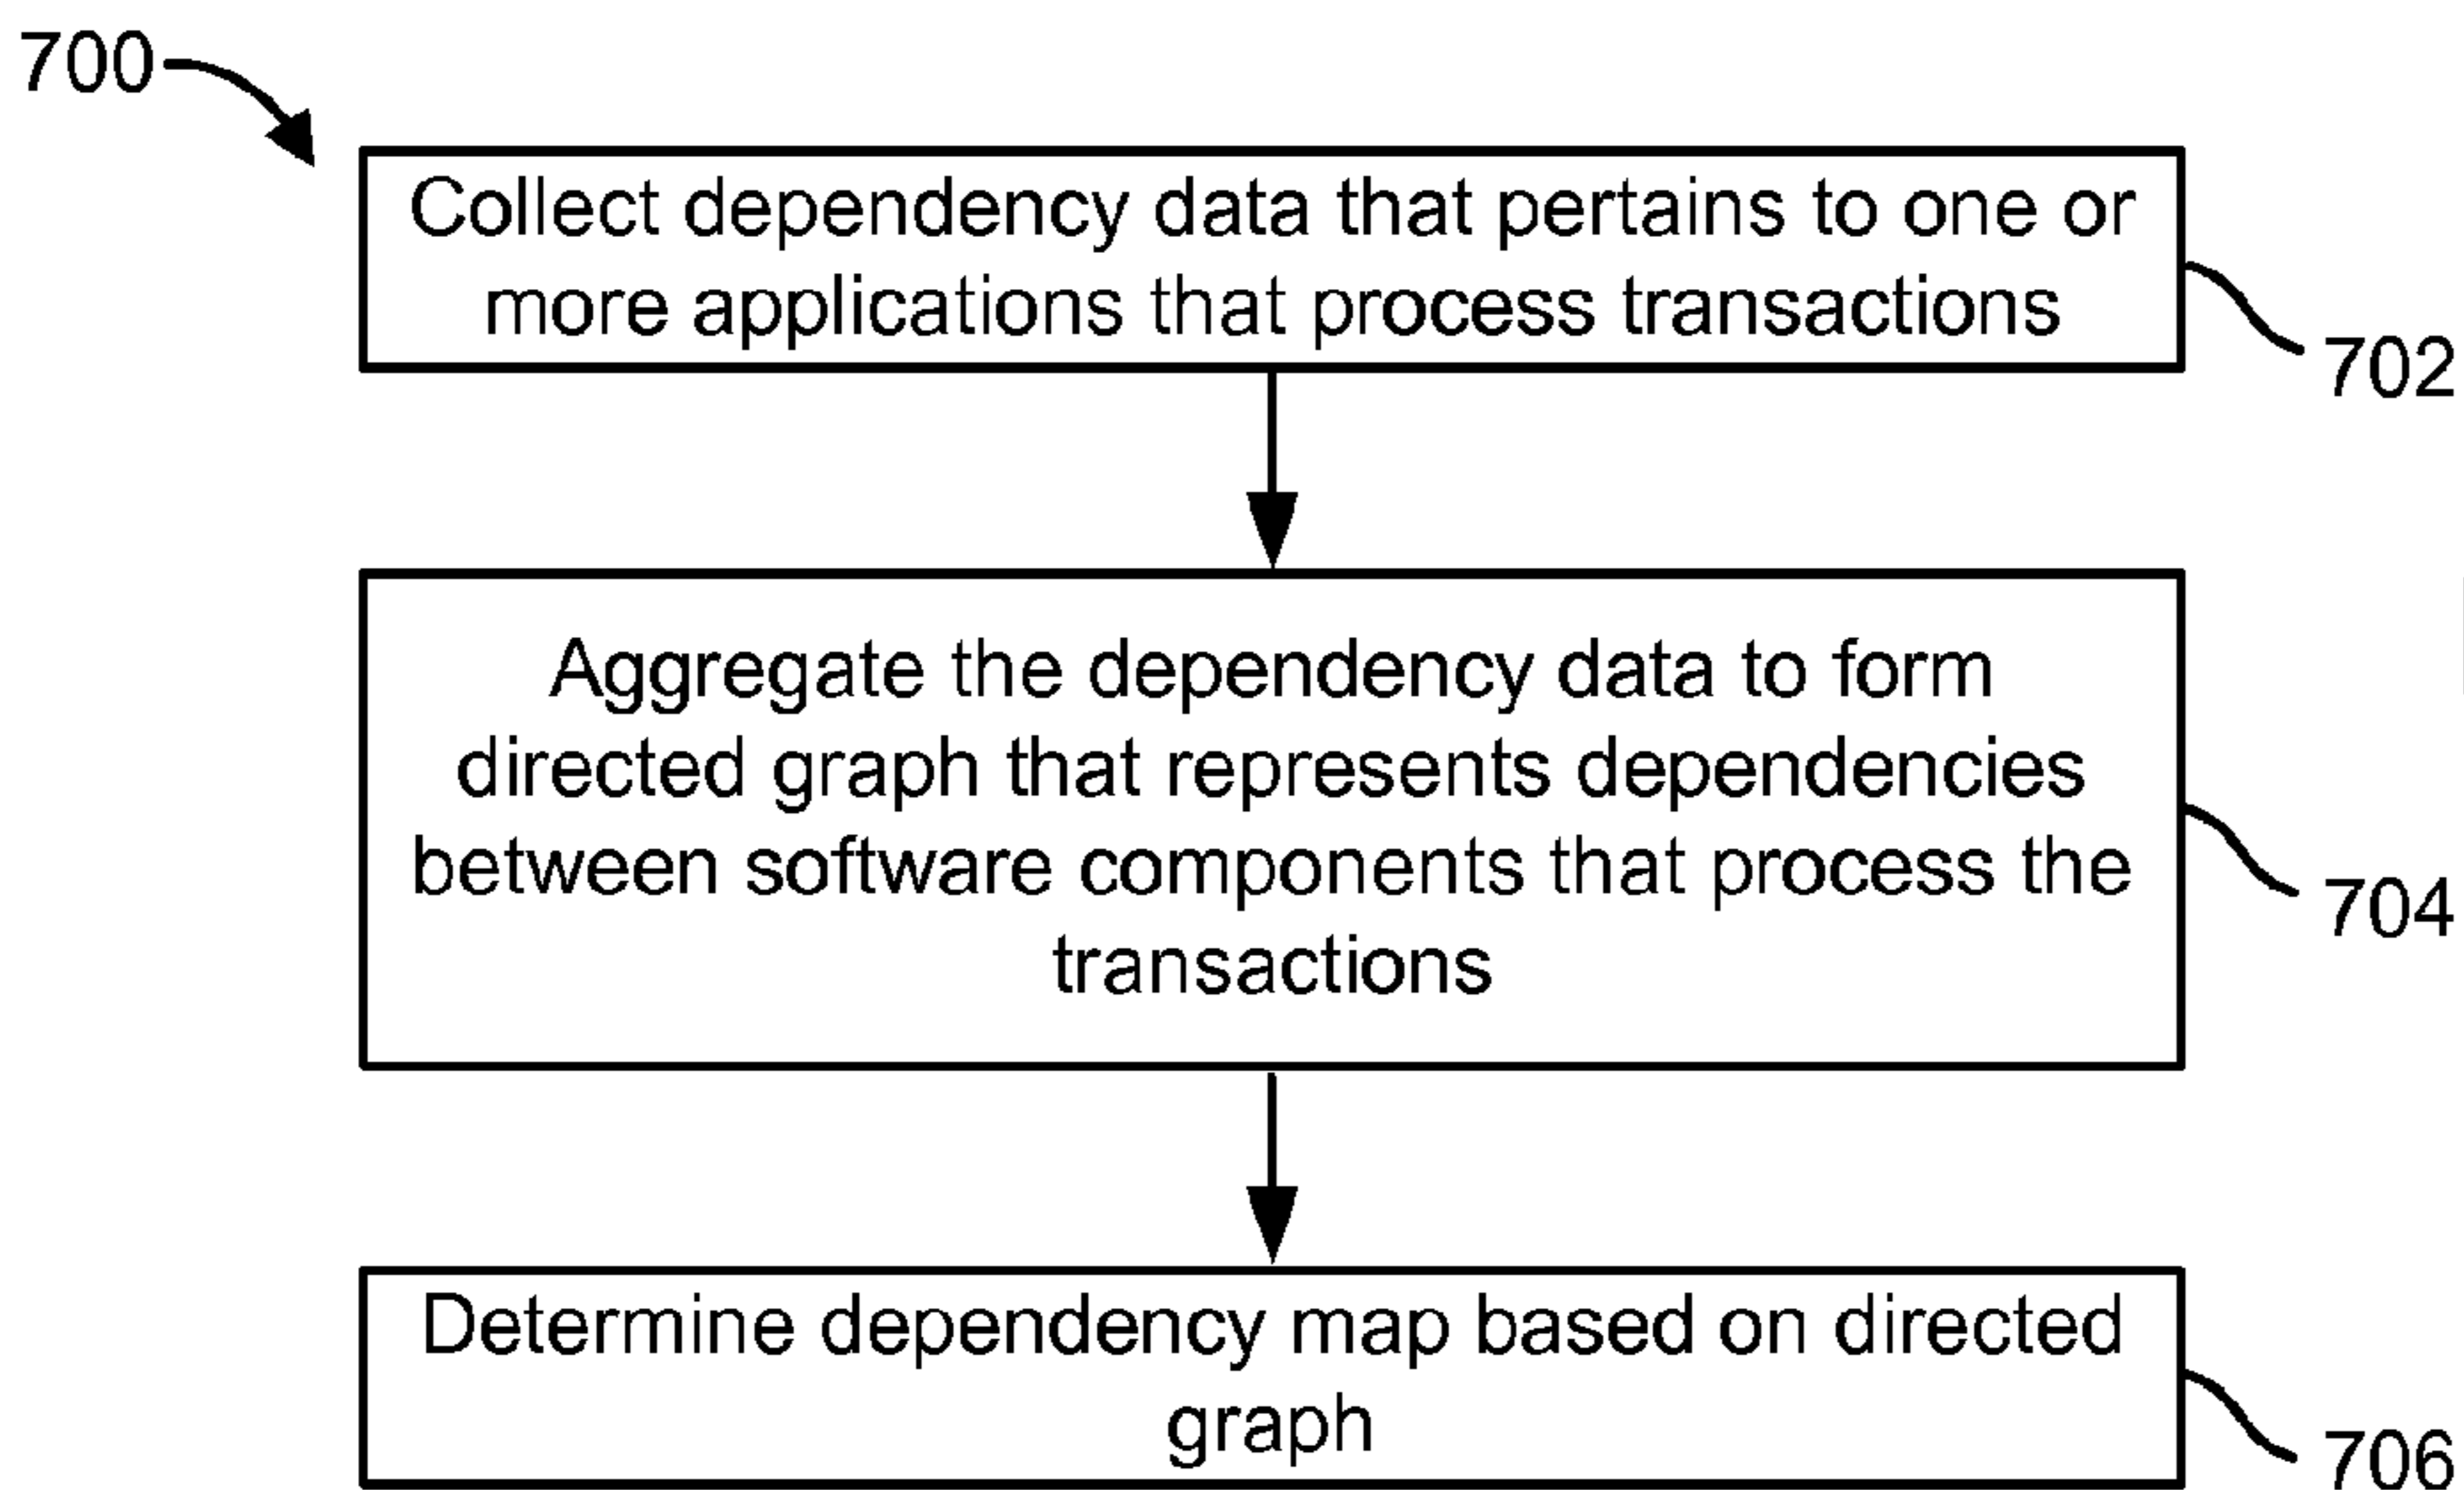 700
Collect dependency data that pertains to one or
more applications that process transactions
702
Aggregate the dependency data to form
directed graph that represents dependencies
between software components that process the
transactions
704
Determine dependency map based on directed
graph
706